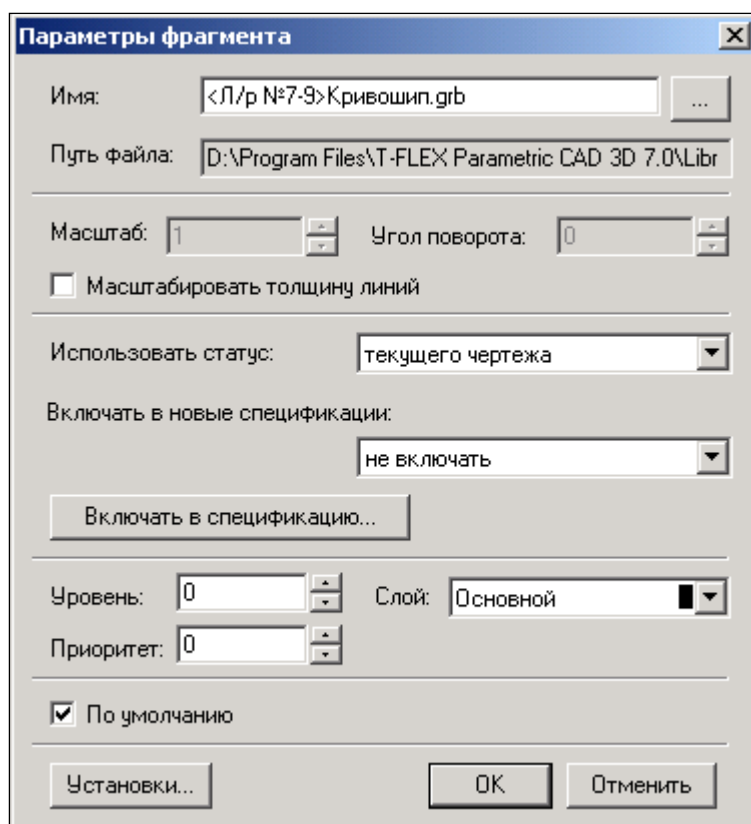 Параметры фрагмента
Имя: <Л/р №7-9>Кривошип.grb ...
Путь файла: D:\Program Files\T-FLEX Parametric CAD 3D 7.0\Libr
Масштаб: 1 Угол поворота: 0
Масштабировать толщину линий
Использовать статус: текущего чертежа
Включать в новые спецификации:
не включать
Включать в спецификацию...
Уровень: 0 Слой: Основной
Приоритет: 0
По умолчанию
Установки... OK Отменить